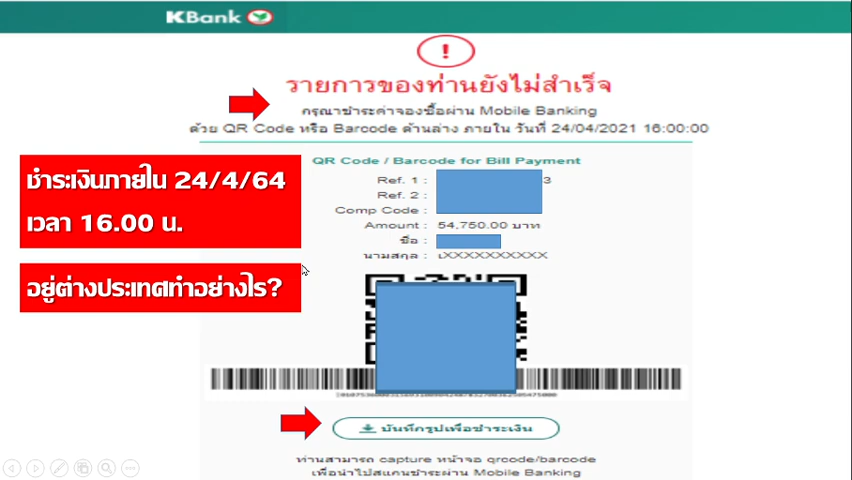 KBank
!
รายการของท่านยังไม่สำเร็จ
กรุณาชำระค่าจองซื้อผ่าน Mobile Banking
ด้วย QR Code หรือ Barcode ด้านล่าง ภายใน วันที่ 24/04/2021 16:00:00
QR Code / Barcode for Bill Payment
ชำระเงินภายใน 24/4/64
เวลา 16.00 น.
อยู่ต่างประเทศทำอย่างไร?
Ref. 1 : 3
Ref. 2 :
Comp Code :
Amount : 54,750.00 บาท
ชื่อ :
นามสกุล : XXXXXXXXXX
บันทึกรูปเพื่อชำระเงิน
ท่านสามารถ capture หน้าจอ qrcode/barcode
เพื่อนำไปสแกนชำระผ่าน Mobile Banking